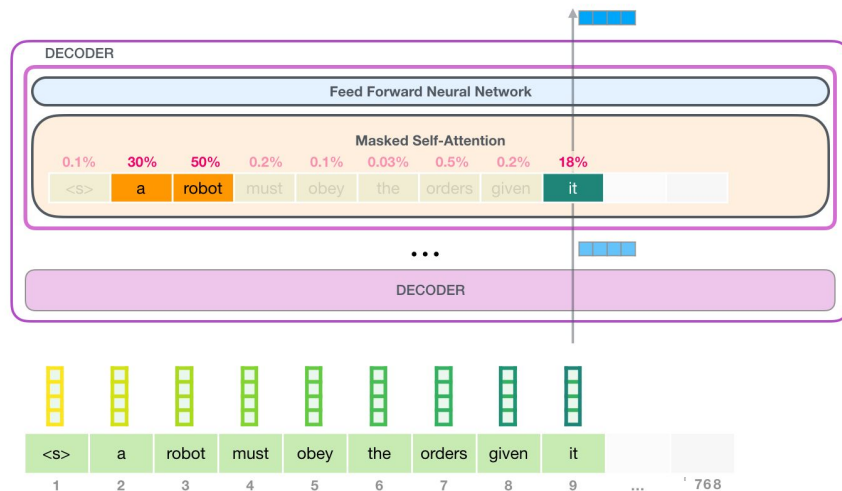 DECODER
Feed Forward Neural Network
Masked Self-Attention
0.1% 30% 50% 0.2% 0.1% 0.03% 0.5% 0.2% 18%
<s> a robot must obey the orders given it
...
DECODER
<s> a robot must obey the orders given it
1 2 3 4 5 6 7 8 9 ... ' 768